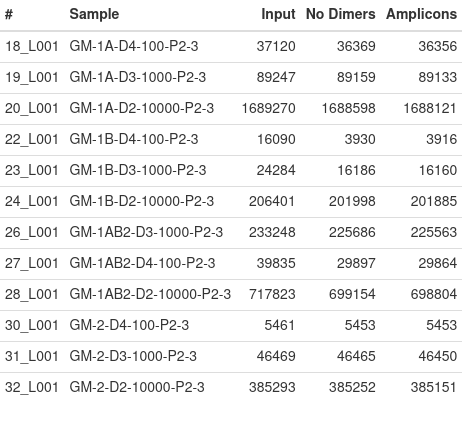 # Sample Input No Dimers Amplicons
18_L001 GM-1A-D4-100-P2-3 37120 36369 36356
19_L001 GM-1A-D3-1000-P2-3 89247 89159 89133
20_L001 GM-1A-D2-10000-P2-3 1689270 1688598 1688121
22_L001 GM-1B-D4-100-P2-3 16090 3930 3916
23_L001 GM-1B-D3-1000-P2-3 24284 16186 16160
24_L001 GM-1B-D2-10000-P2-3 206401 201998 201885
26_L001 GM-1AB2-D3-1000-P2-3 233248 225686 225563
27_L001 GM-1AB2-D4-100-P2-3 39835 29897 29864
28_L001 GM-1AB2-D2-10000-P2-3 717823 699154 698804
30_L001 GM-2-D4-100-P2-3 5461 5453 5453
31_L001 GM-2-D3-1000-P2-3 46469 46465 46450
32_L001 GM-2-D2-10000-P2-3 385293 385252 385151